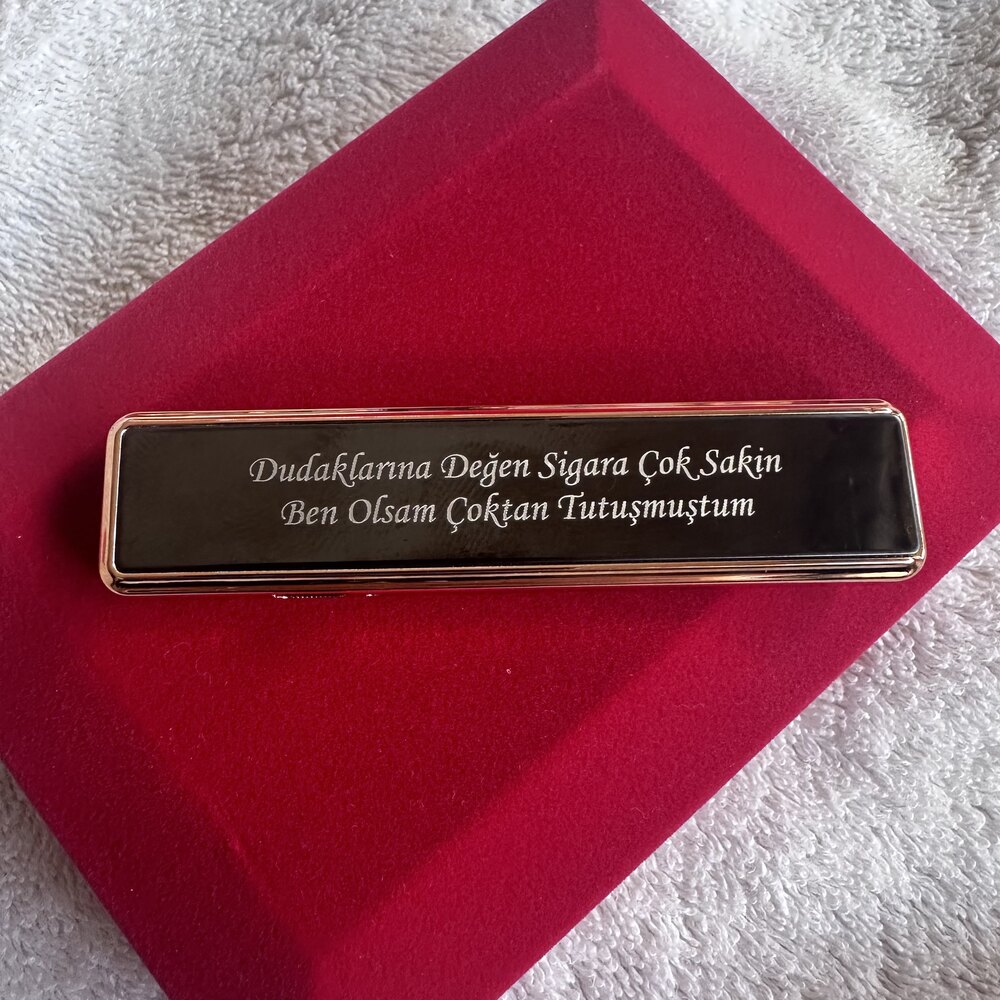 Dudaklarına Değen Sigara Çok Sakin
Ben Olsam Çoktan Tutuşmuştum